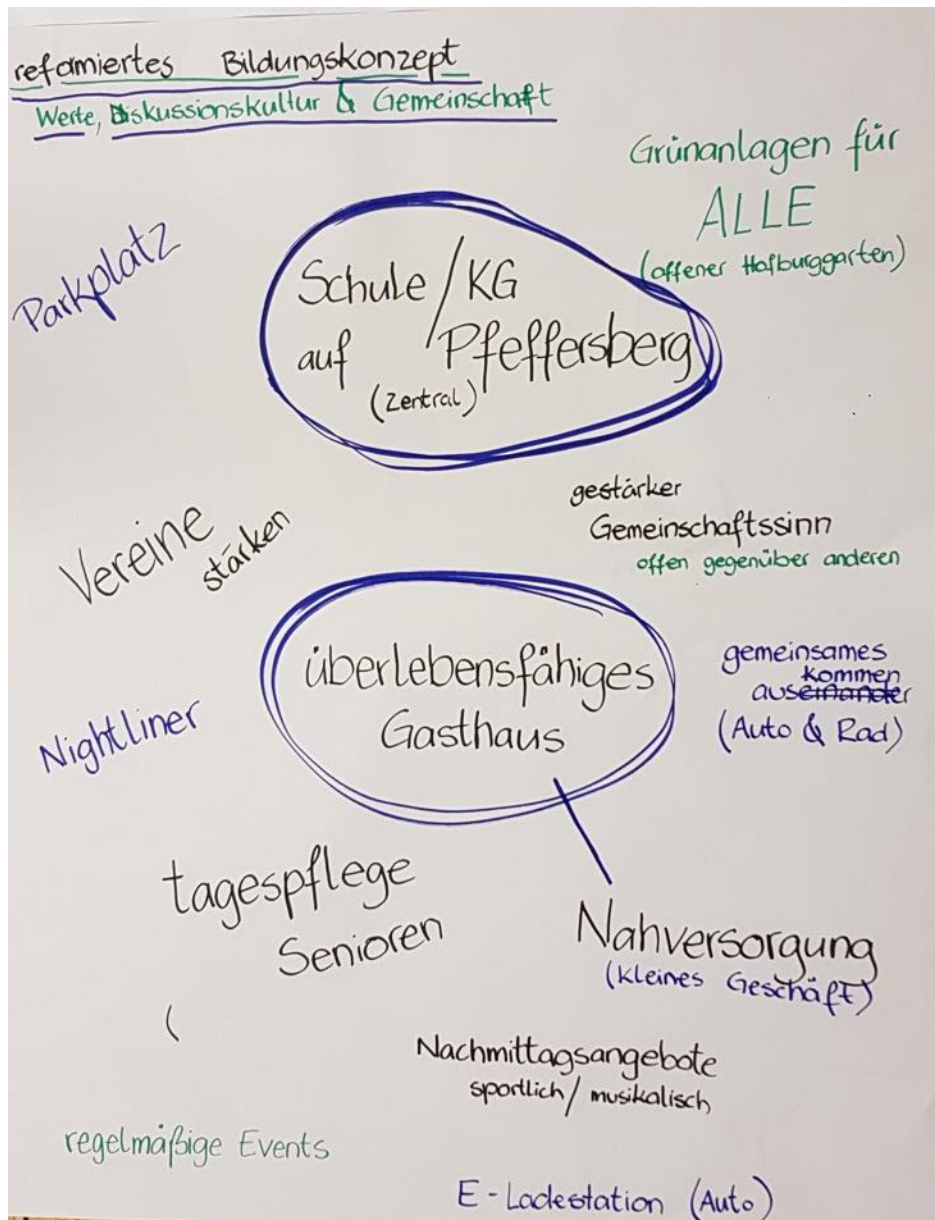 refomiertes Bildungskonzept
Werte, Diskussionskultur & Gemeinschaft
Grünanlagen für
ALLE
(offener Hofburggarten)
Parkplatz
Schule / KG
auf Pfeffersberg
(Zentral)
Vereine
stärken
gestärker
Gemeinschaftssinn
offen gegenüber anderen
überlebensfähiges
Gasthaus
gemeinsames
kommen
auseinander
(Auto & Rad)
Nightliner
tagespflege
Senioren
Nahversorgung
(kleines Geschäft)
(
Nachmittagsangebote
sportlich / musikalisch
regelmäßige Events
E-Ladestation (Auto)